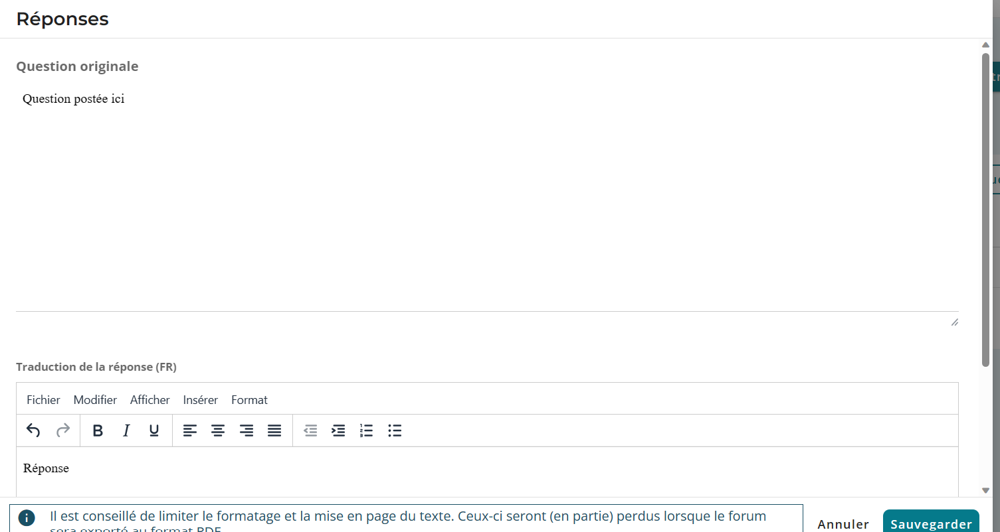 Réponses
Question originale
Question postée ici
Traduction de la réponse (FR)
Fichier Modifier Afficher Insérer Format
B I U
Réponse
Il est conseillé de limiter le formatage et la mise en page du texte. Ceux-ci seront (en partie) perdus lorsque le forum
sera exporté au format PDF.
Annuler Sauvegarder